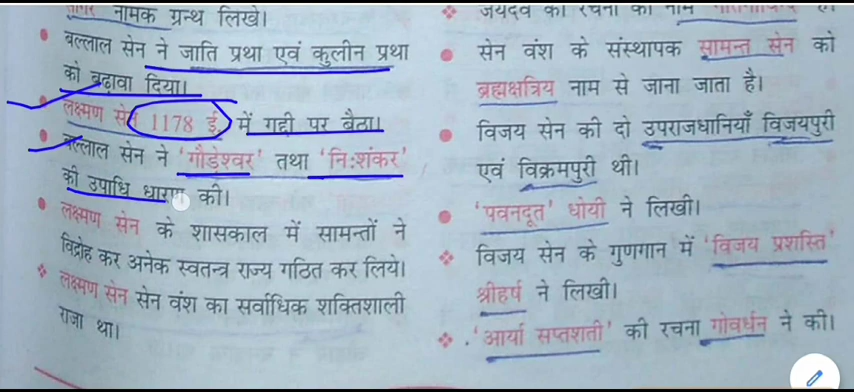 नामक ग्रन्थ लिखे।
बल्लाल सेन ने जाति प्रथा एवं कुलीन प्रथा
को बढ़ावा दिया।
लक्ष्मण सेन 1178 ई. में गद्दी पर बैठा।
बल्लाल सेन ने 'गौड़ेश्वर' तथा 'निःशंकर'
की उपाधि धारण की।
लक्ष्मण सेन के शासकाल में सामन्तों ने
विद्रोह कर अनेक स्वतन्त्र राज्य गठित कर लिये।
लक्ष्मण सेन सेन वंश का सर्वाधिक शक्तिशाली
राजा था।
जयदेव की रचना का नाम
सेन वंश के संस्थापक सामन्त सेन को
ब्रह्मक्षत्रिय नाम से जाना जाता है।
विजय सेन की दो उपराजधानियाँ विजयपुरी
एवं विक्रमपुरी थी।
'पवनदूत' धोयी ने लिखी।
विजय सेन के गुणगान में 'विजय प्रशस्ति'
श्रीहर्ष ने लिखी।
'आर्या सप्तशती' की रचना गोवर्धन ने की।